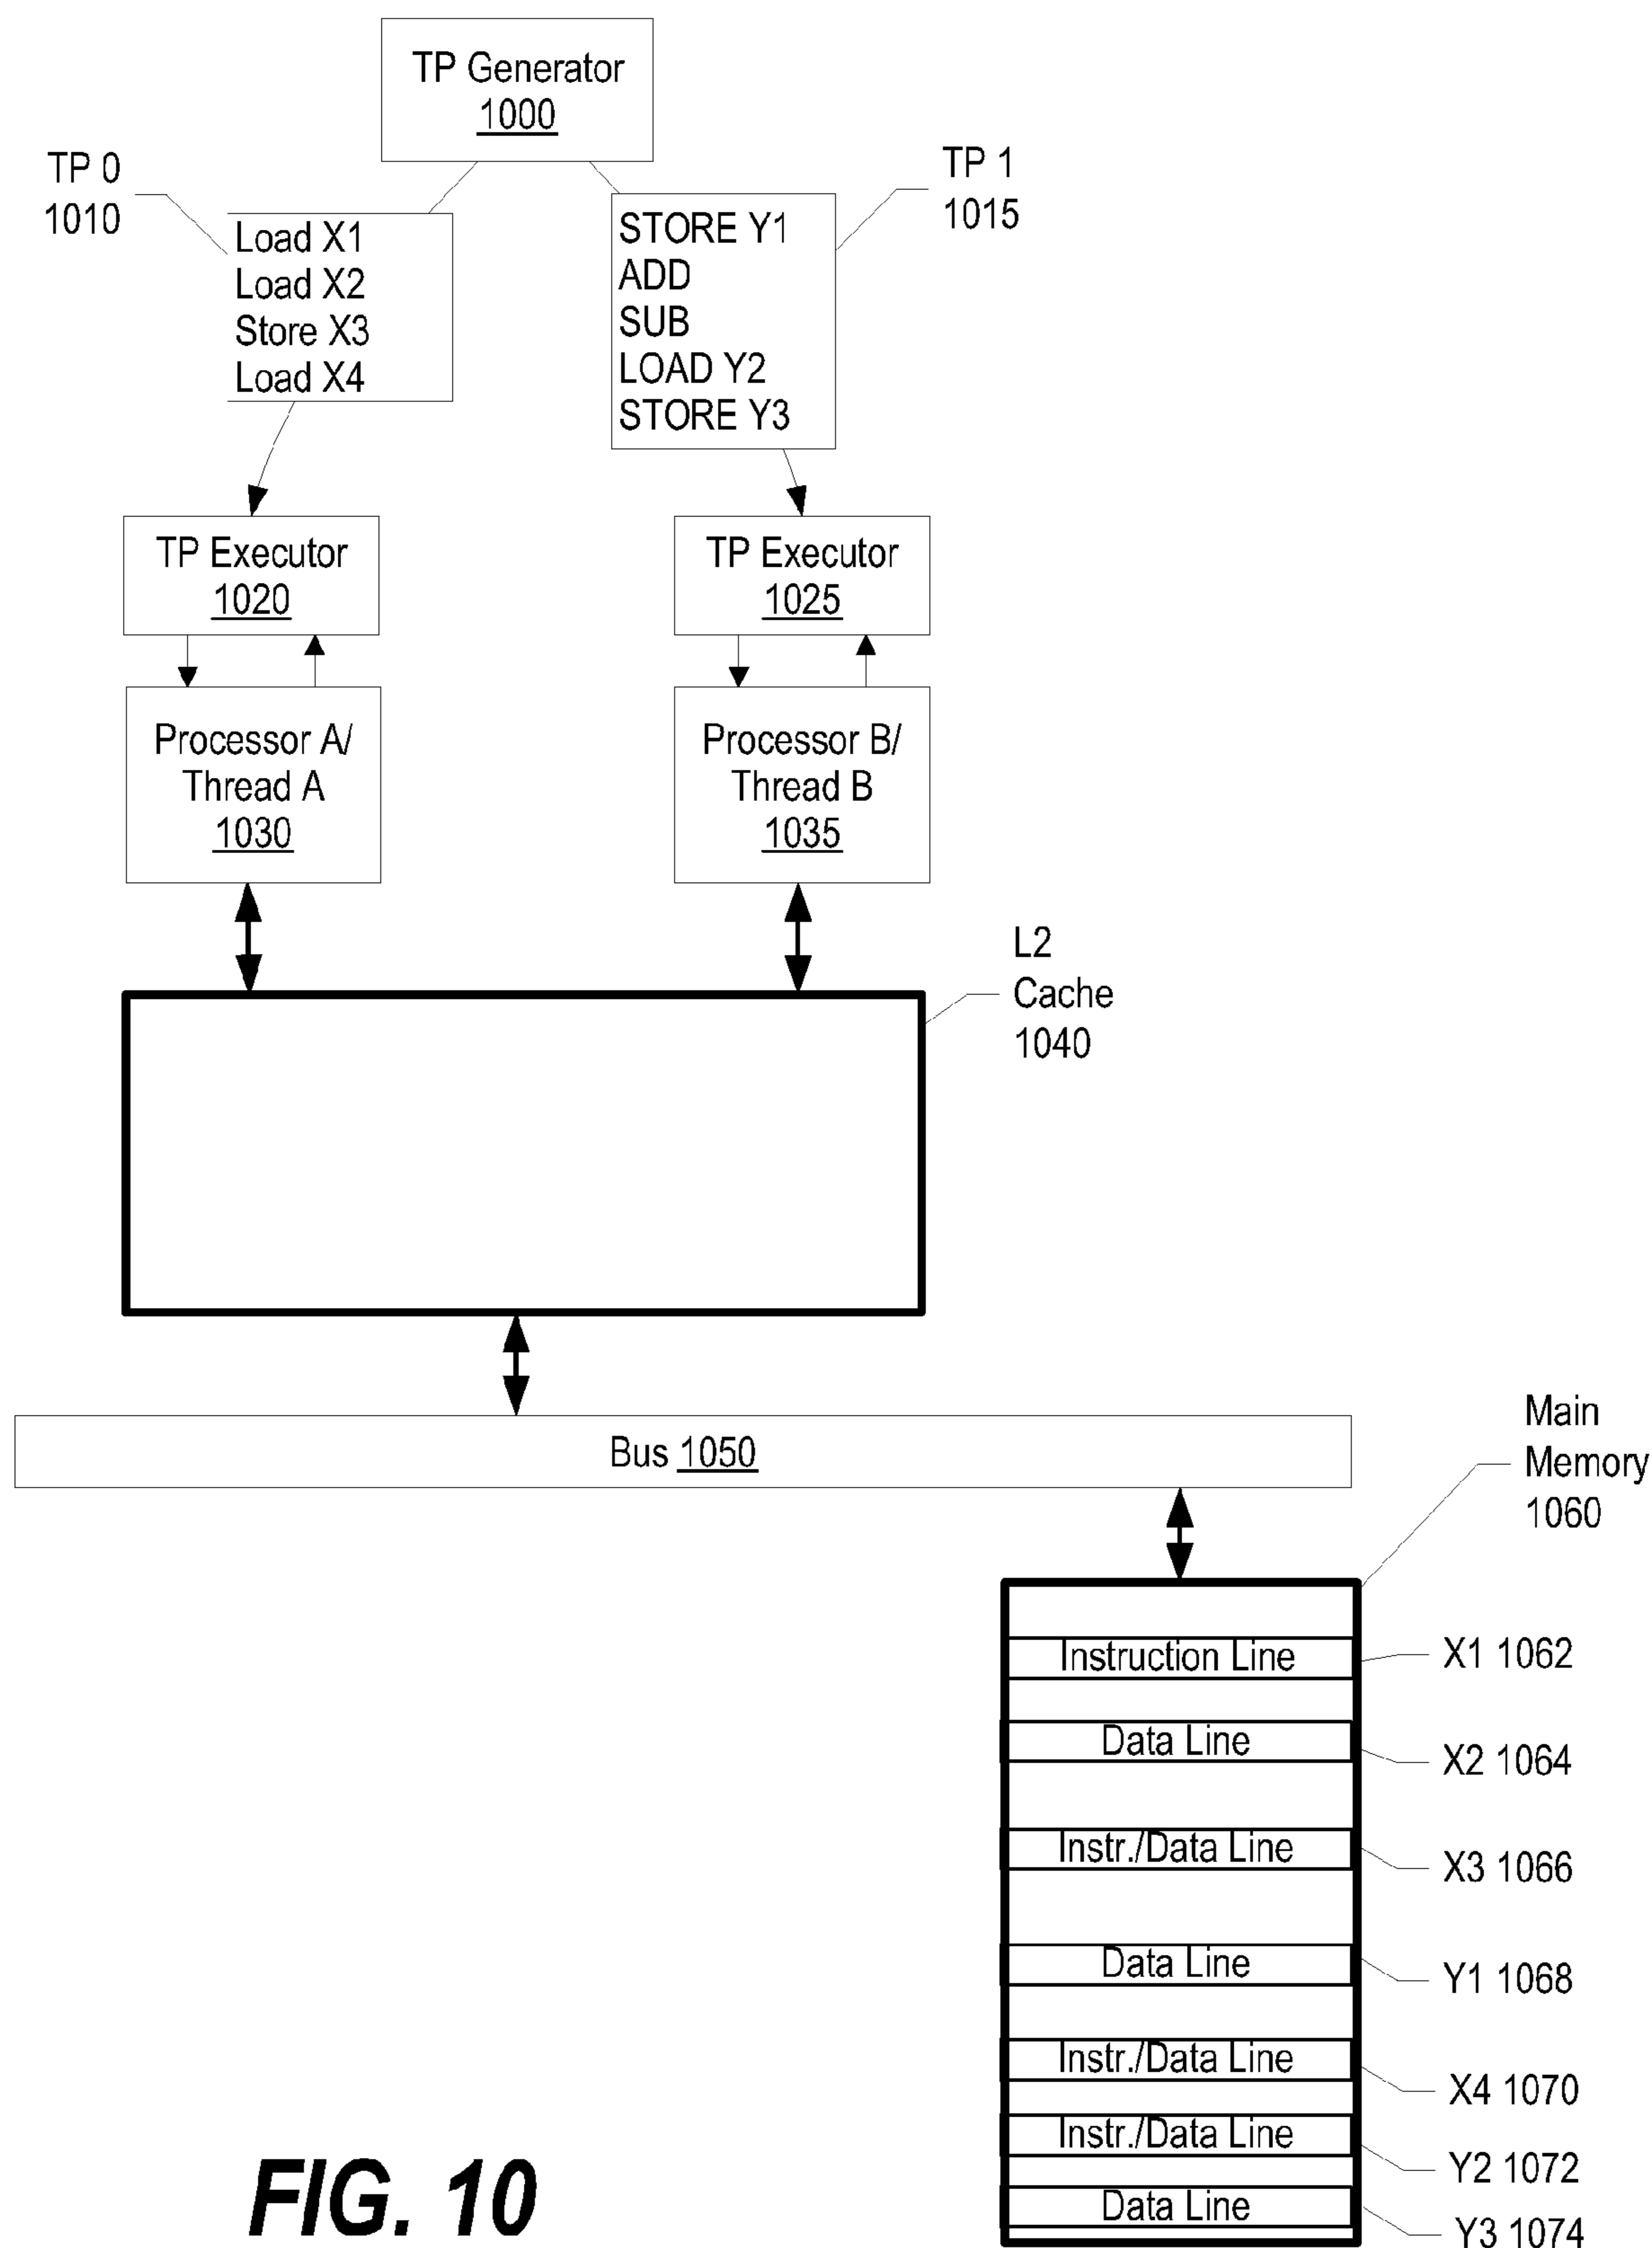 TP Generator
1000
TP 0
1010
TP 1
1015
Load X1
Load X2
Store X3
Load X4
STORE Y1
ADD
SUB
LOAD Y2
STORE Y3
TP Executor
1020
TP Executor
1025
Processor A/
Thread A
1030
Processor B/
Thread B
1035
L2
Cache
1040
Bus 1050
Main
Memory
1060
Instruction Line
X1 1062
Data Line
X2 1064
Instr./Data Line
X3 1066
Data Line
Y1 1068
Instr./Data Line
X4 1070
Instr./Data Line
Y2 1072
Data Line
Y3 1074
FIG. 10